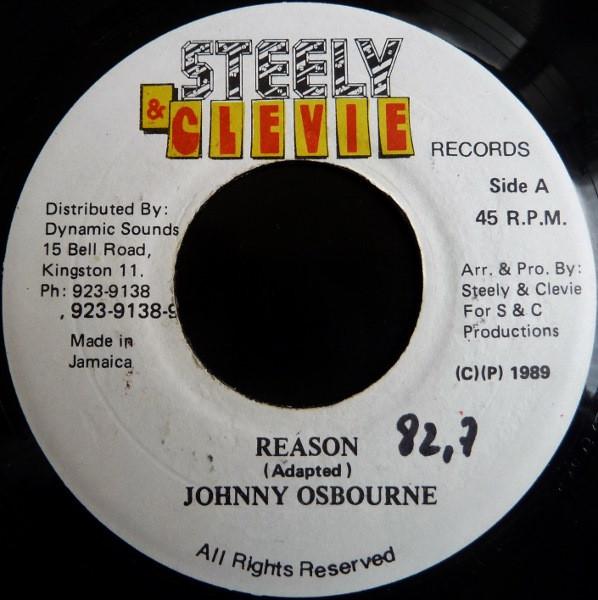 STEELY
& CLEVIE
RECORDS
Side A
45 R.P.M.
Distributed By:
Dynamic Sounds
15 Bell Road,
Kingston 11.
Ph: 923-9138
, 923-9138-9
Made in
Jamaica
Arr. & Pro. By:
Steely & Clevie
For S & C
Productions
(C)(P) 1989
82,7
REASON
(Adapted)
JOHNNY OSBOURNE
All Rights Reserved